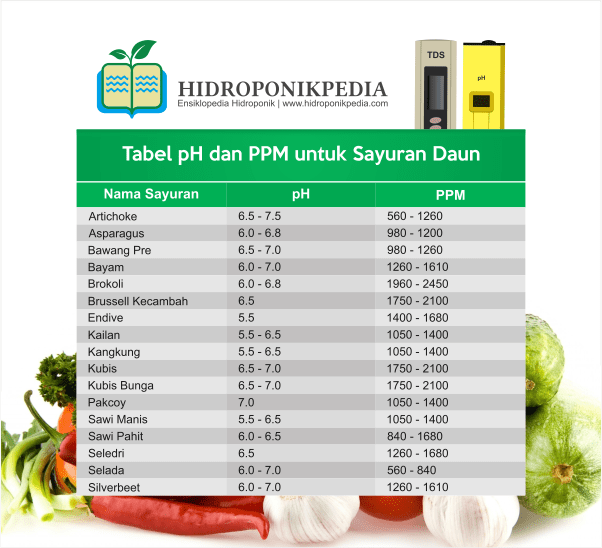 HIDROPONIKPEDIA
Ensiklopedia Hidroponik | www.hidroponikpedia.com
TDS
pH
Tabel pH dan PPM untuk Sayuran Daun
Nama Sayuran pH PPM
Artichoke 6.5 - 7.5 560 - 1260
Asparagus 6.0 - 6.8 980 - 1200
Bawang Pre 6.5 - 7.0 980 - 1260
Bayam 6.0 - 7.0 1260 - 1610
Brokoli 6.0 - 6.8 1960 - 2450
Brussell Kecambah 6.5 1750 - 2100
Endive 5.5 1400 - 1680
Kailan 5.5 - 6.5 1050 - 1400
Kangkung 5.5 - 6.5 1050 - 1400
Kubis 6.5 - 7.0 1750 - 2100
Kubis Bunga 6.5 - 7.0 1750 - 2100
Pakcoy 7.0 1050 - 1400
Sawi Manis 5.5 - 6.5 1050 - 1400
Sawi Pahit 6.0 - 6.5 840 - 1680
Seledri 6.5 1260 - 1680
Selada 6.0 - 7.0 560 - 840
Silverbeet 6.0 - 7.0 1260 - 1610